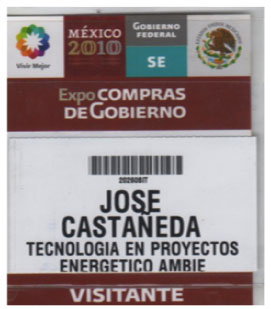 MÉXICO
2010
GOBIERNO
FEDERAL
SE
Vivir Mejor
Expo COMPRAS
DE GOBIERNO
JOSE
CASTAÑEDA
TECNOLOGIA EN PROYECTOS
ENERGETICO AMBIE
VISITANTE